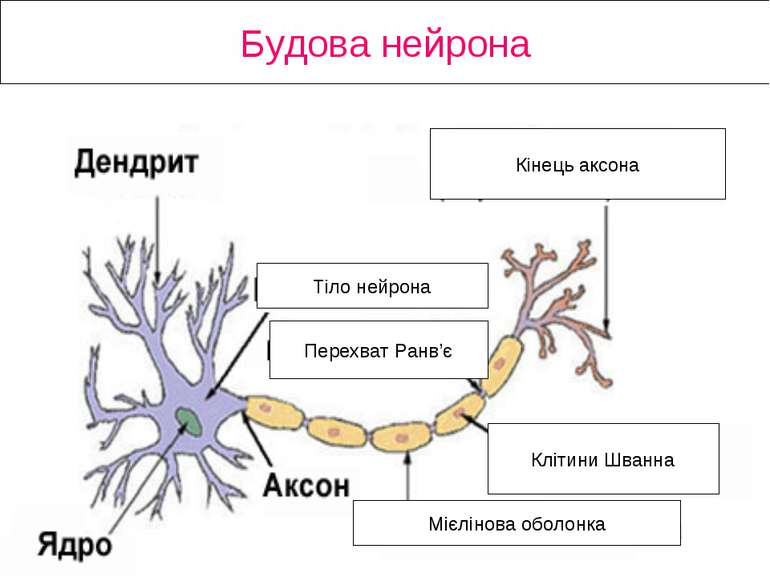 Будова нейрона
Дендрит
Кінець аксона
Тіло нейрона
Перехват Ранв’є
Клітини Шванна
Аксон
Мієлінова оболонка
Ядро